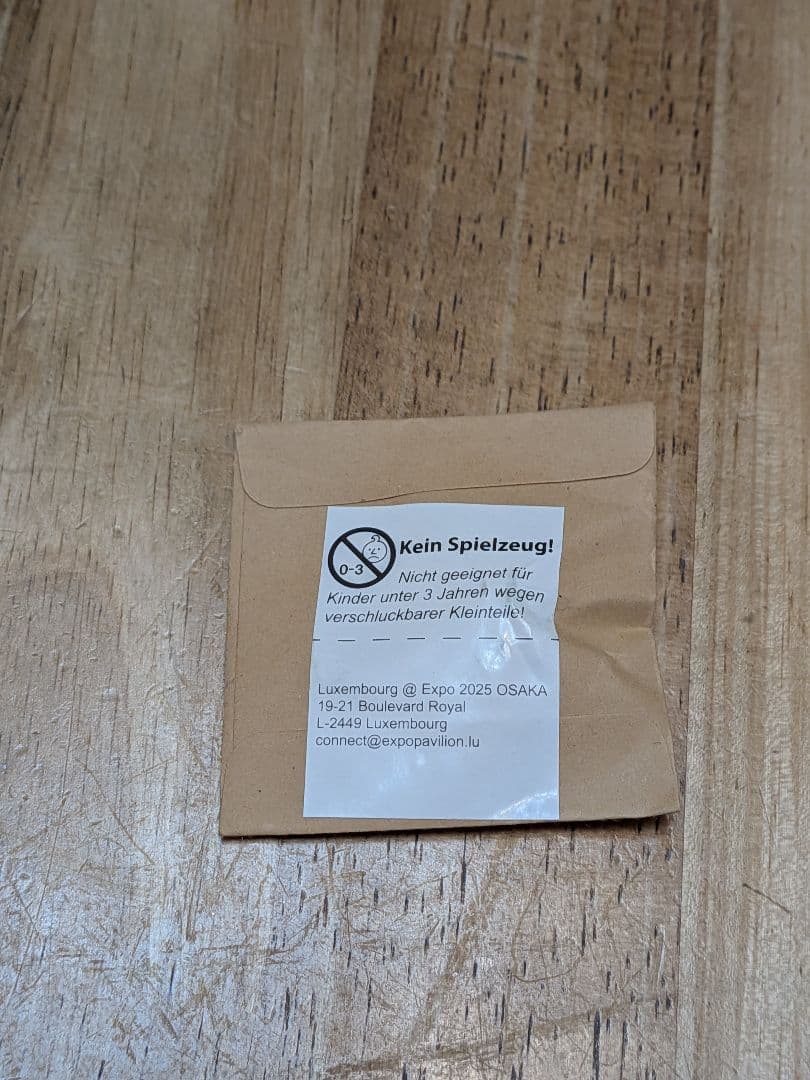 0-3
Kein Spielzeug!
Nicht geeignet für
Kinder unter 3 Jahren wegen
verschluckbarer Kleinteile!
Luxembourg @ Expo 2025 OSAKA
19-21 Boulevard Royal
L-2449 Luxembourg
connect@expopavilion.lu